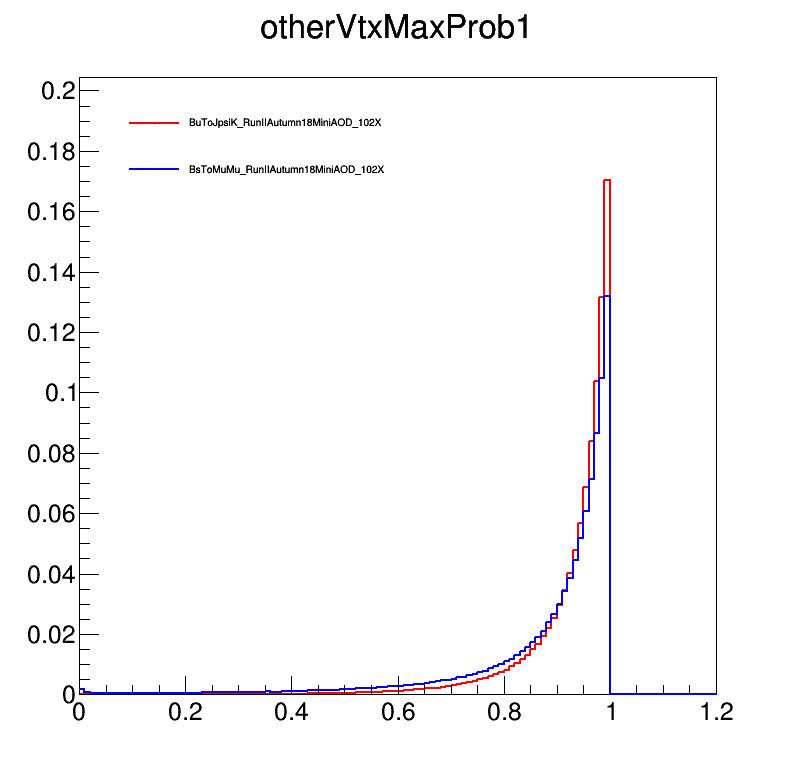 otherVtxMaxProb1
0.2
BuToJpsiK_RunIIAutumn18MiniAOD_102X
0.18
BsToMuMu_RunIIAutumn18MiniAOD_102X
0.16
0.14
0.12
0.1
0.08
0.06
0.04
0.02
0
0 0.2 0.4 0.6 0.8 1 1.2